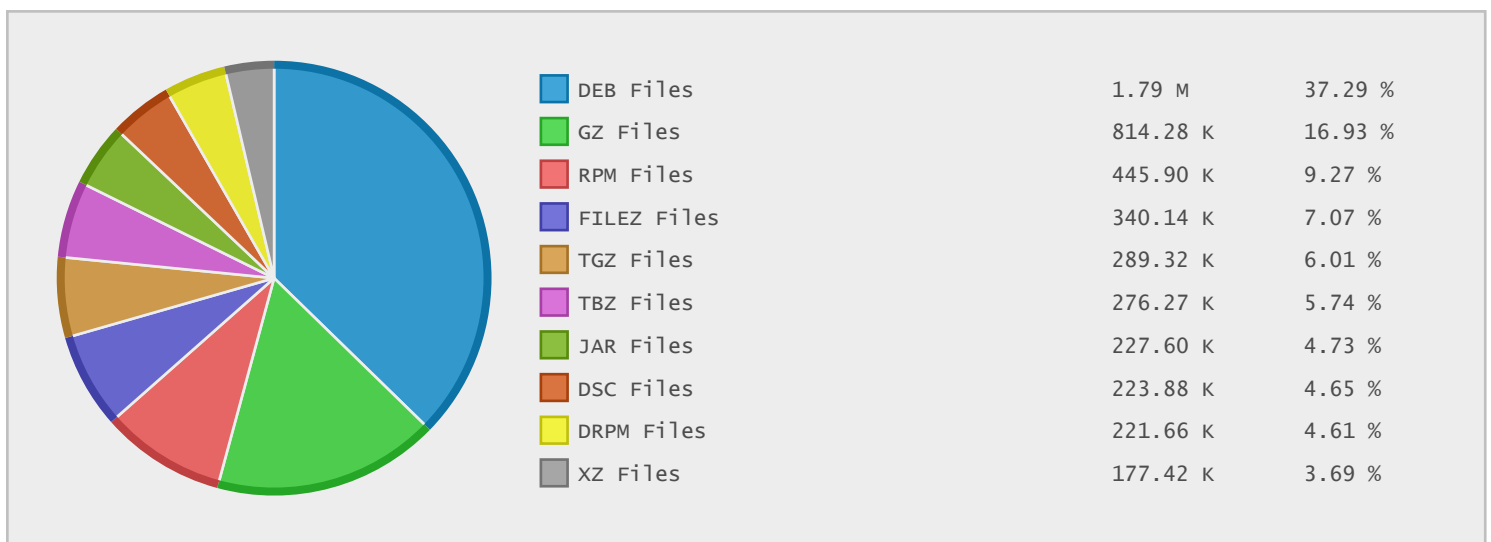 DEB Files 1.79 M 37.29 %
GZ Files 814.28 K 16.93 %
RPM Files 445.90 K 9.27 %
FILEZ Files 340.14 K 7.07 %
TGZ Files 289.32 K 6.01 %
TBZ Files 276.27 K 5.74 %
JAR Files 227.60 K 4.73 %
DSC Files 223.88 K 4.65 %
DRPM Files 221.66 K 4.61 %
XZ Files 177.42 K 3.69 %